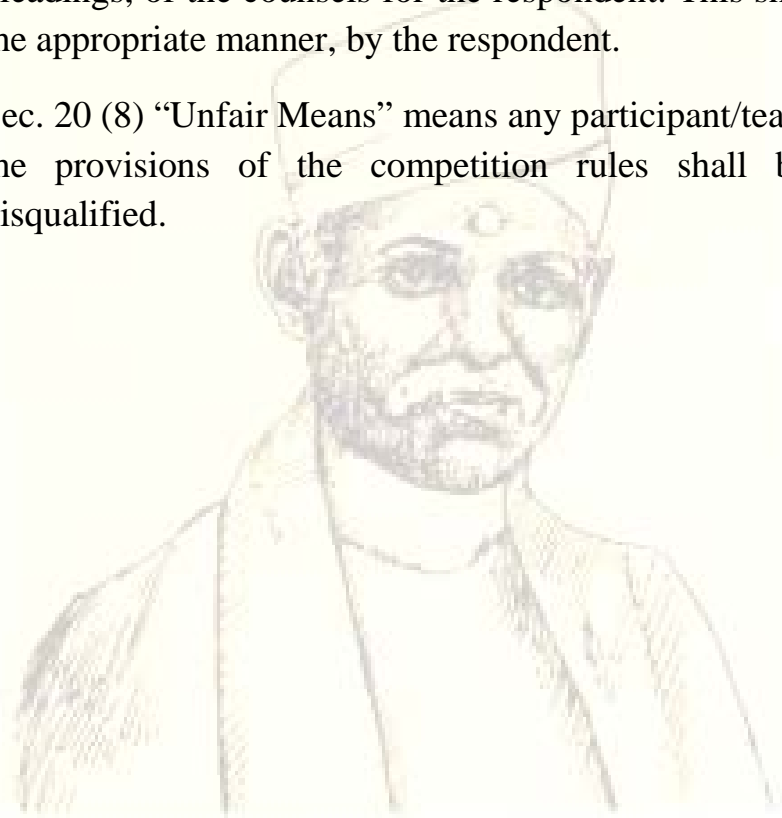 eadings, of the counsels for the respondent. This s
he appropriate manner, by the respondent.
ec. 20 (8) “Unfair Means” means any participant/tea
he provisions of the competition rules shall b
isqualified.